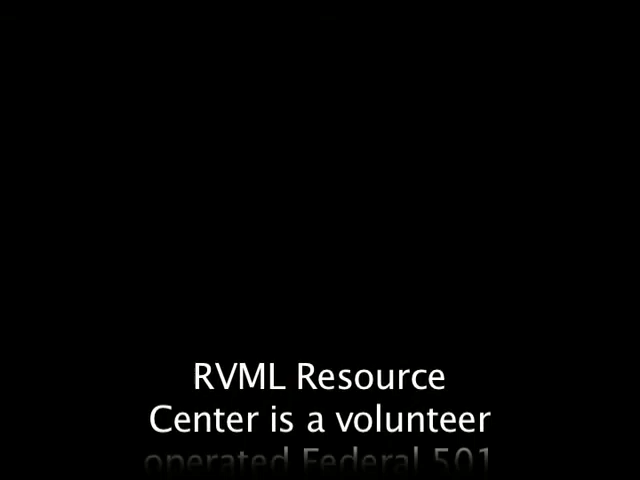 RVML Resource
Center is a volunteer
operated Federal 501